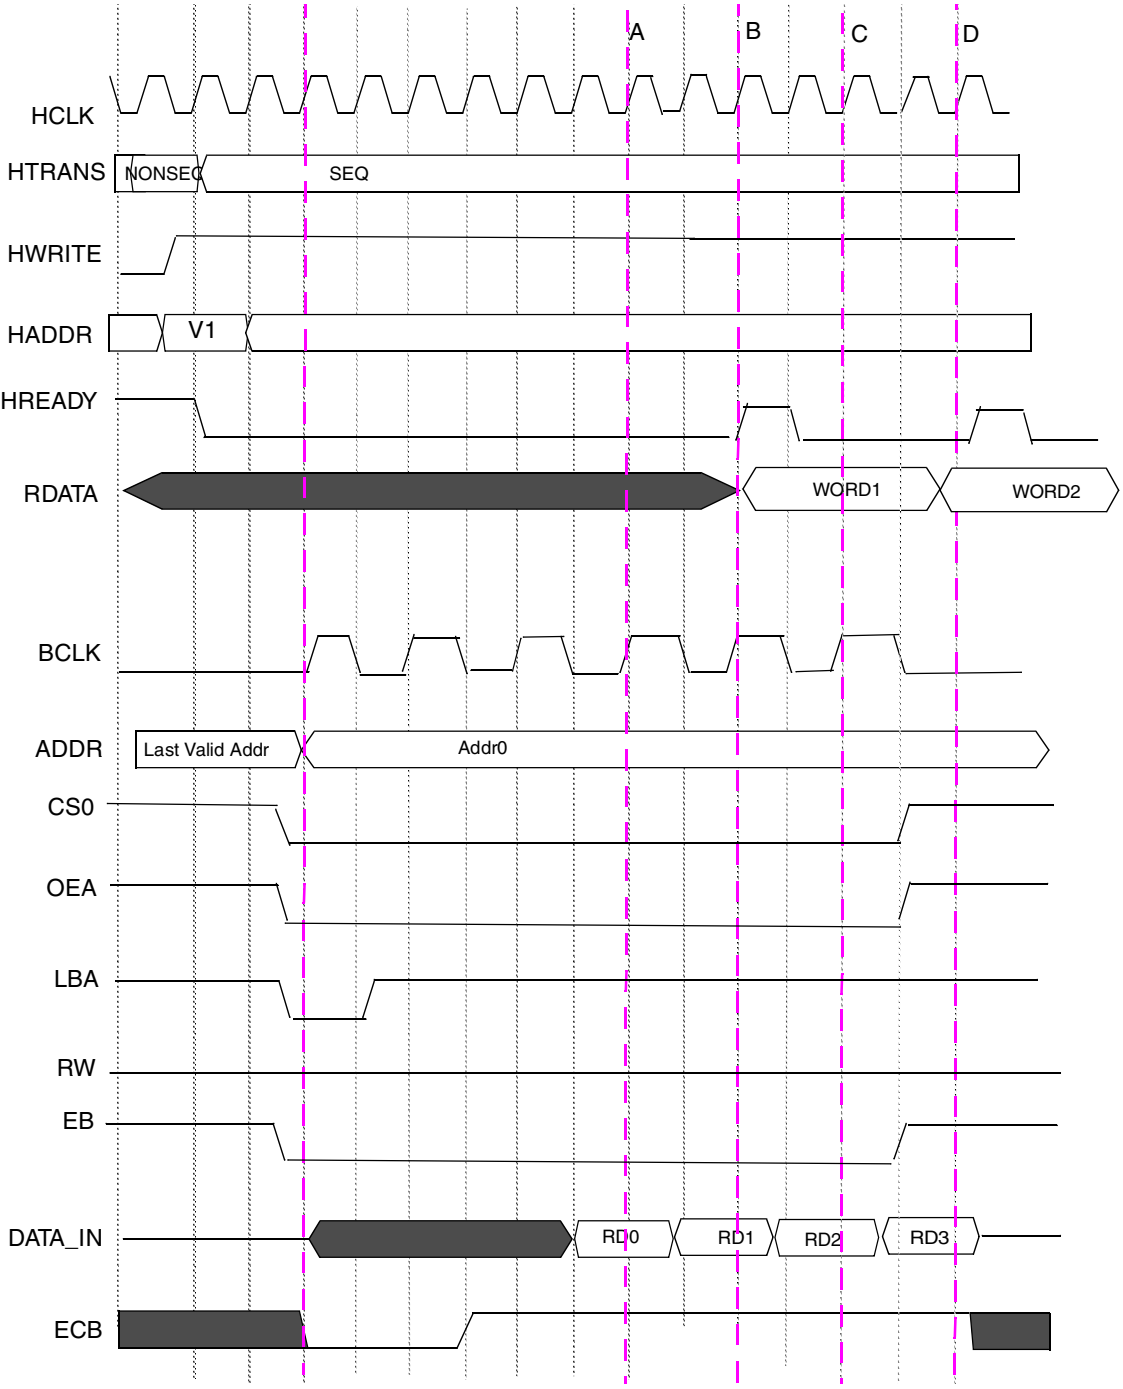 A B C D
HCLK
HTRANS NONSEQ SEQ
HWRITE
HADDR V1
HREADY
RDATA WORD1 WORD2
BCLK
ADDR Last Valid Addr Addr0
CS0
OEA
LBA
RW
EB
DATA_IN RD0 RD1 RD2 RD3
ECB